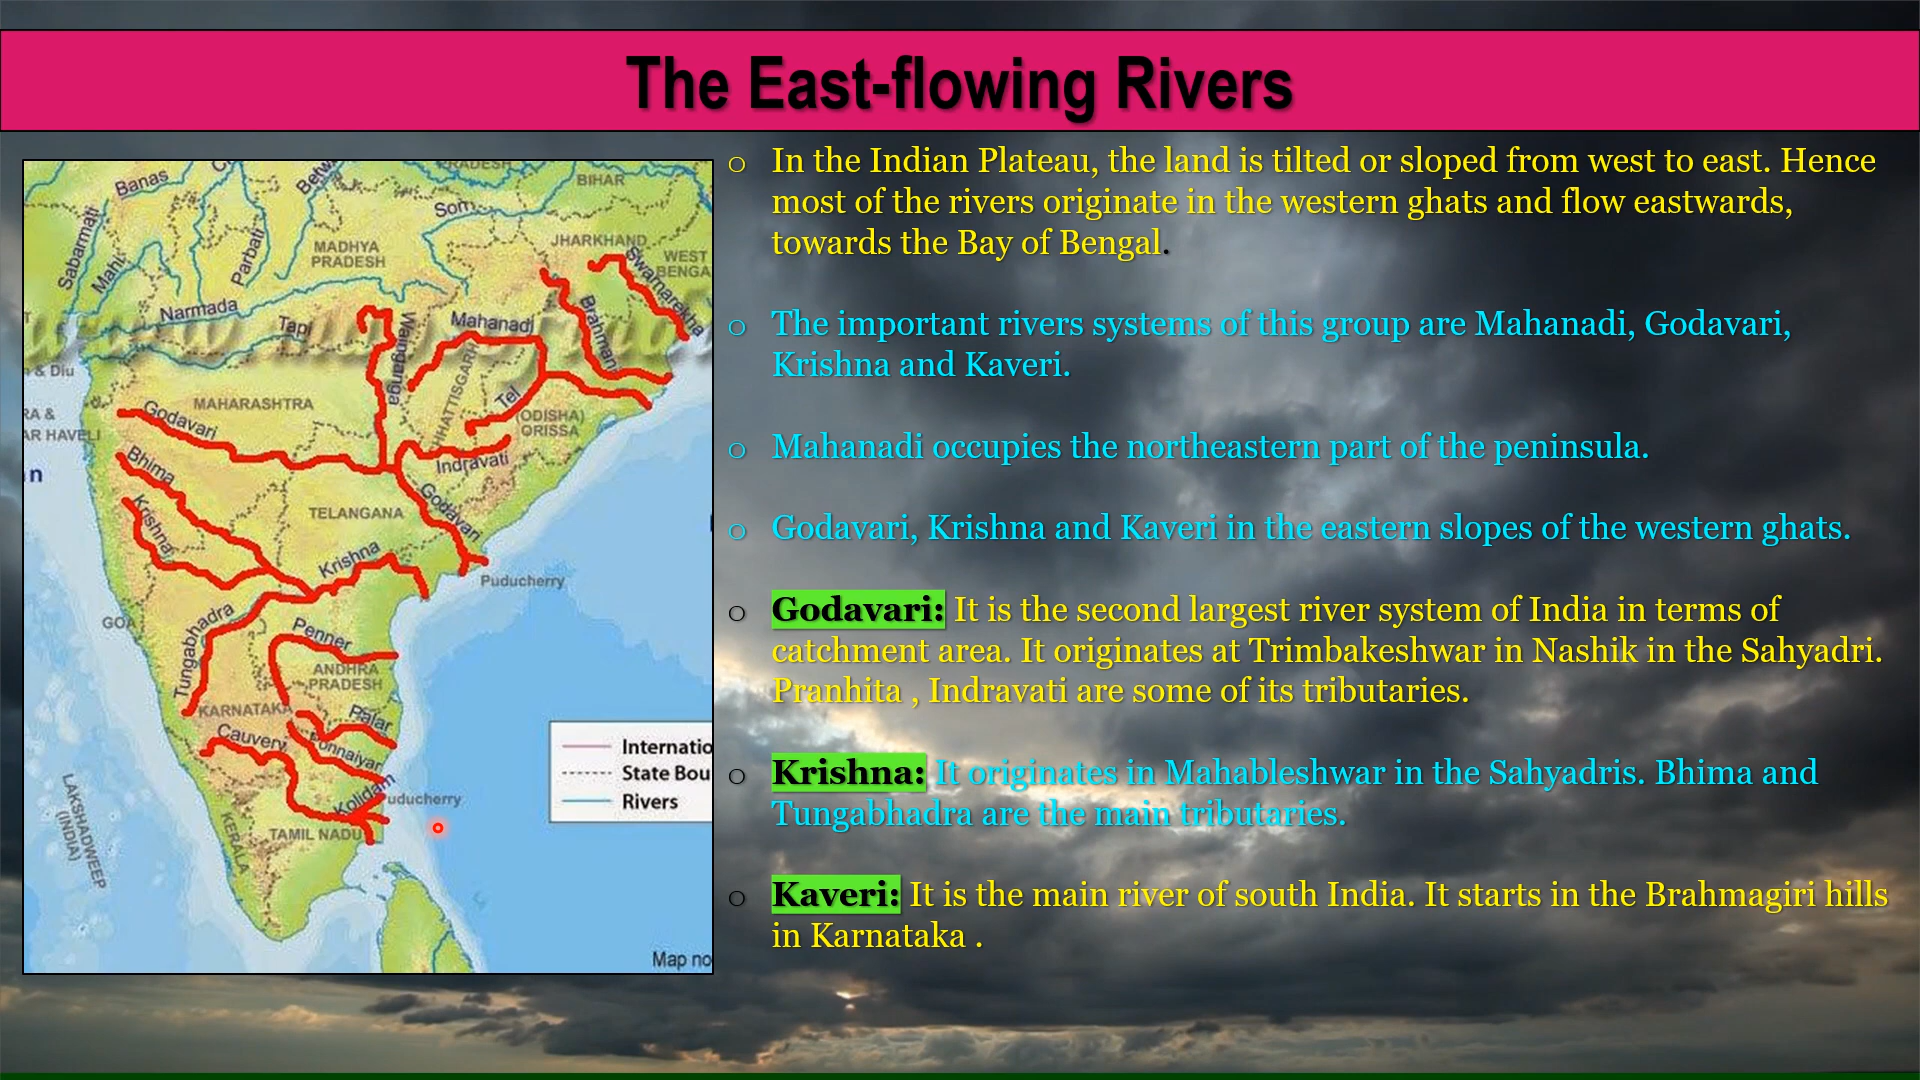 The East-flowing Rivers
o In the Indian Plateau, the land is tilted or sloped from west to east. Hence
most of the rivers originate in the western ghats and flow eastwards,
towards the Bay of Bengal.
o The important rivers systems of this group are Mahanadi, Godavari,
Krishna and Kaveri.
o Mahanadi occupies the northeastern part of the peninsula.
o Godavari, Krishna and Kaveri in the eastern slopes of the western ghats.
o Godavari: It is the second largest river system of India in terms of
catchment area. It originates at Trimbakeshwar in Nashik in the Sahyadri.
Pranhita , Indravati are some of its tributaries.
o Krishna: It originates in Mahableshwar in the Sahyadris. Bhima and
Tungabhadra are the main tributaries.
o Kaveri: It is the main river of south India. It starts in the Brahmagiri hills
in Karnataka .
PRADESH
Banas
Betwa
BIHAR
Son
Sabarmati
Mahi
Parbati
MADHYA
PRADESH
JHARKHAND
WEST
BENGA
Narmada
Tapi
Wainganga
Mahanadi
Brahmani
& Diu
MAHARASHTRA
Tel
(ODISHA)
ORISSA
RA &
AR HAVELI
Godavari
Bhima
Indravati
n
Krishna
TELANGANA
Godavari
Krishna
Puducherry
GOA
Tungabhadra
Penner
ANDHRA
PRADESH
KARNATAKA
Palar
Cauvery
Ponnaiyar
Internatio
State Bou
Rivers
LAKSHADWEEP
(INDIA)
Kolidam
uducherry
KERALA
TAMIL NADU
Map no